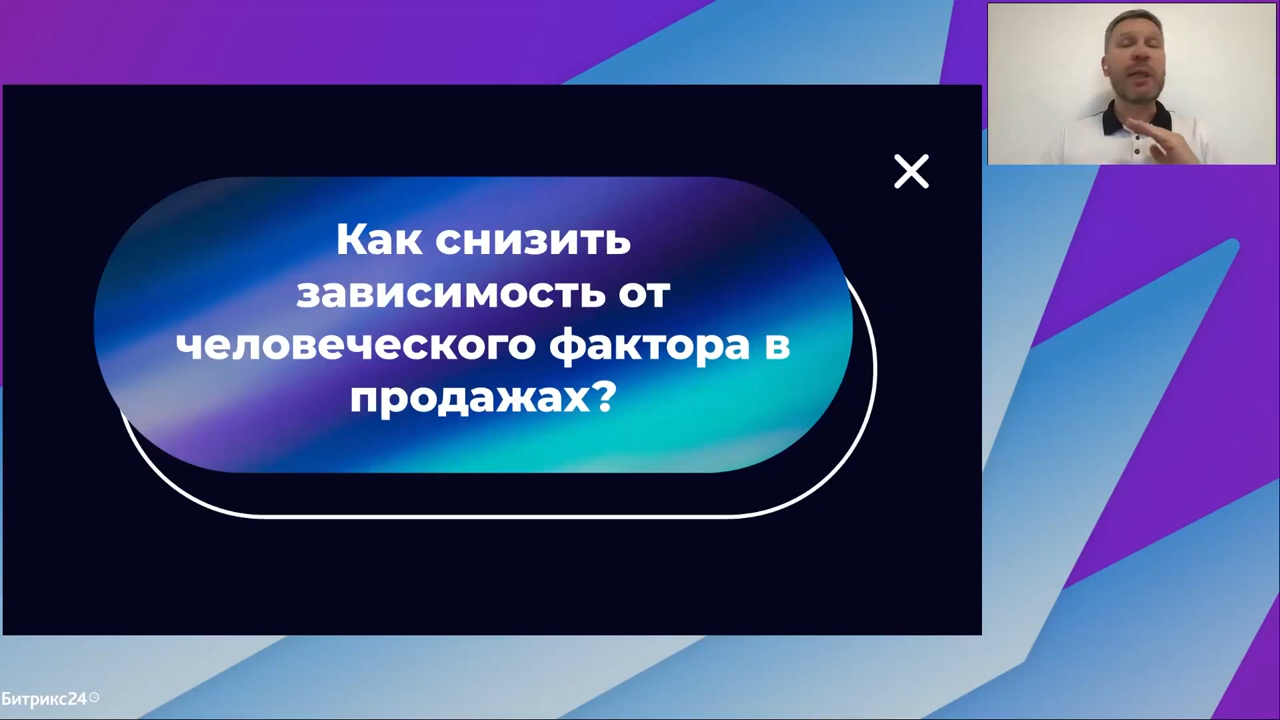 Как снизить
зависимость от
человеческого фактора в
продажах?
Битрикс24